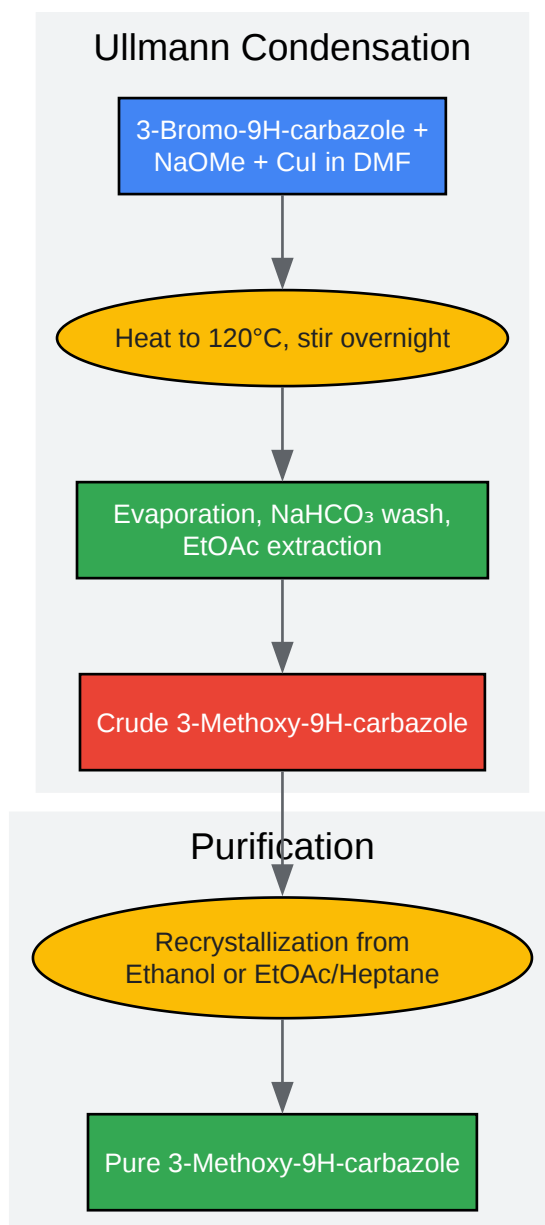 Ullmann Condensation
3-Bromo-9H-carbazole +
NaOMe + CuI in DMF
Heat to 120°C, stir overnight
Evaporation, NaHCO₃ wash,
EtOAc extraction
Crude 3-Methoxy-9H-carbazole
Purification
Recrystallization from
Ethanol or EtOAc/Heptane
Pure 3-Methoxy-9H-carbazole